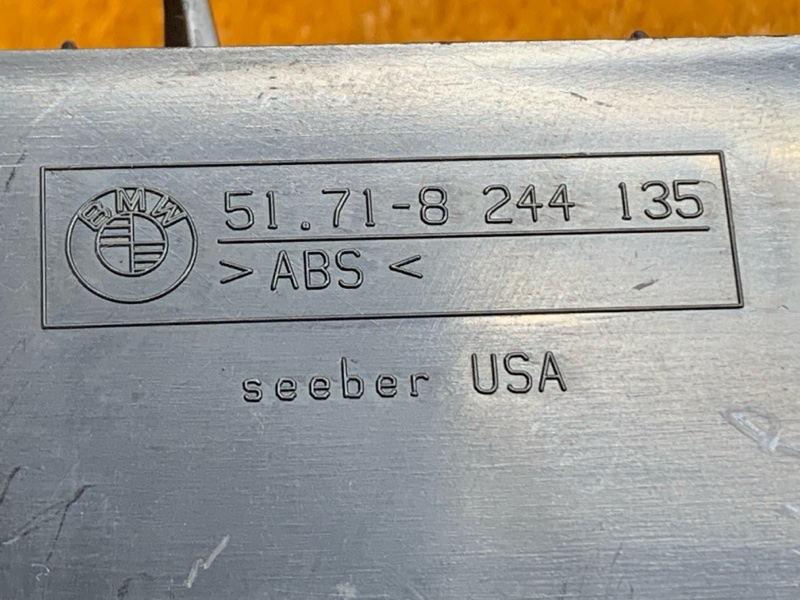 BMW
51.71-8 244 135
> ABS <
seeber USA